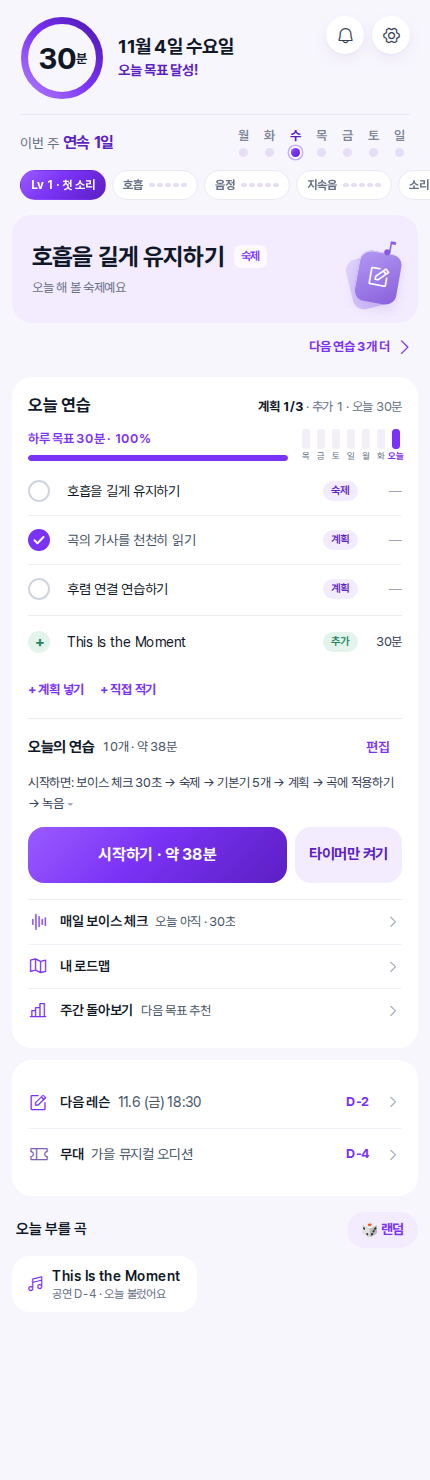 30분
11월 4일 수요일
오늘 목표 달성!
이번 주 연속 1일
월 화 수 목 금 토 일
Lv 1 · 첫 소리 호흡 음정 지속음 소리
호흡을 길게 유지하기 숙제
오늘 해 볼 숙제예요
다음 연습 3개 더
오늘 연습 계획 1/3 · 추가 1 · 오늘 30분
하루 목표 30분 · 100%
목 금 토 일 월 화 오늘
호흡을 길게 유지하기 숙제 —
곡의 가사를 천천히 읽기 계획 —
후렴 연결 연습하기 계획 —
+ This Is the Moment 추가 30분
+ 계획 넣기 + 직접 적기
오늘의 연습 10개 · 약 38분 편집
시작하면: 보이스 체크 30초 → 숙제 → 기본기 5개 → 계획 → 곡에 적용하기
→ 녹음
시작하기 · 약 38분 타이머만 켜기
매일 보이스 체크 오늘 아직 · 30초
내 로드맵
주간 돌아보기 다음 목표 추천
다음 레슨 11.6 (금) 18:30 D-2
무대 가을 뮤지컬 오디션 D-4
오늘 부를 곡 랜덤
This Is the Moment
공연 D-4 · 오늘 불렀어요